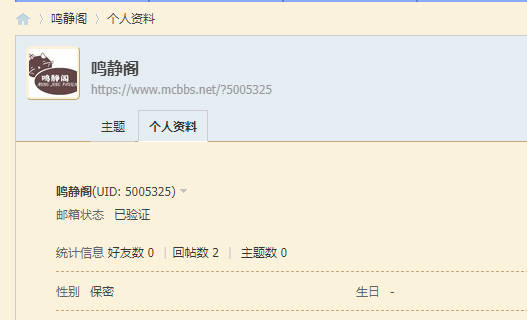 鸣静阁 › 个人资料
鸣静阁
鸣静阁
https://www.mcbbs.net/?5005325
主题 个人资料
鸣静阁(UID: 5005325)
邮箱状态 已验证
统计信息 好友数 0 | 回帖数 2 | 主题数 0
性别 保密 生日 -